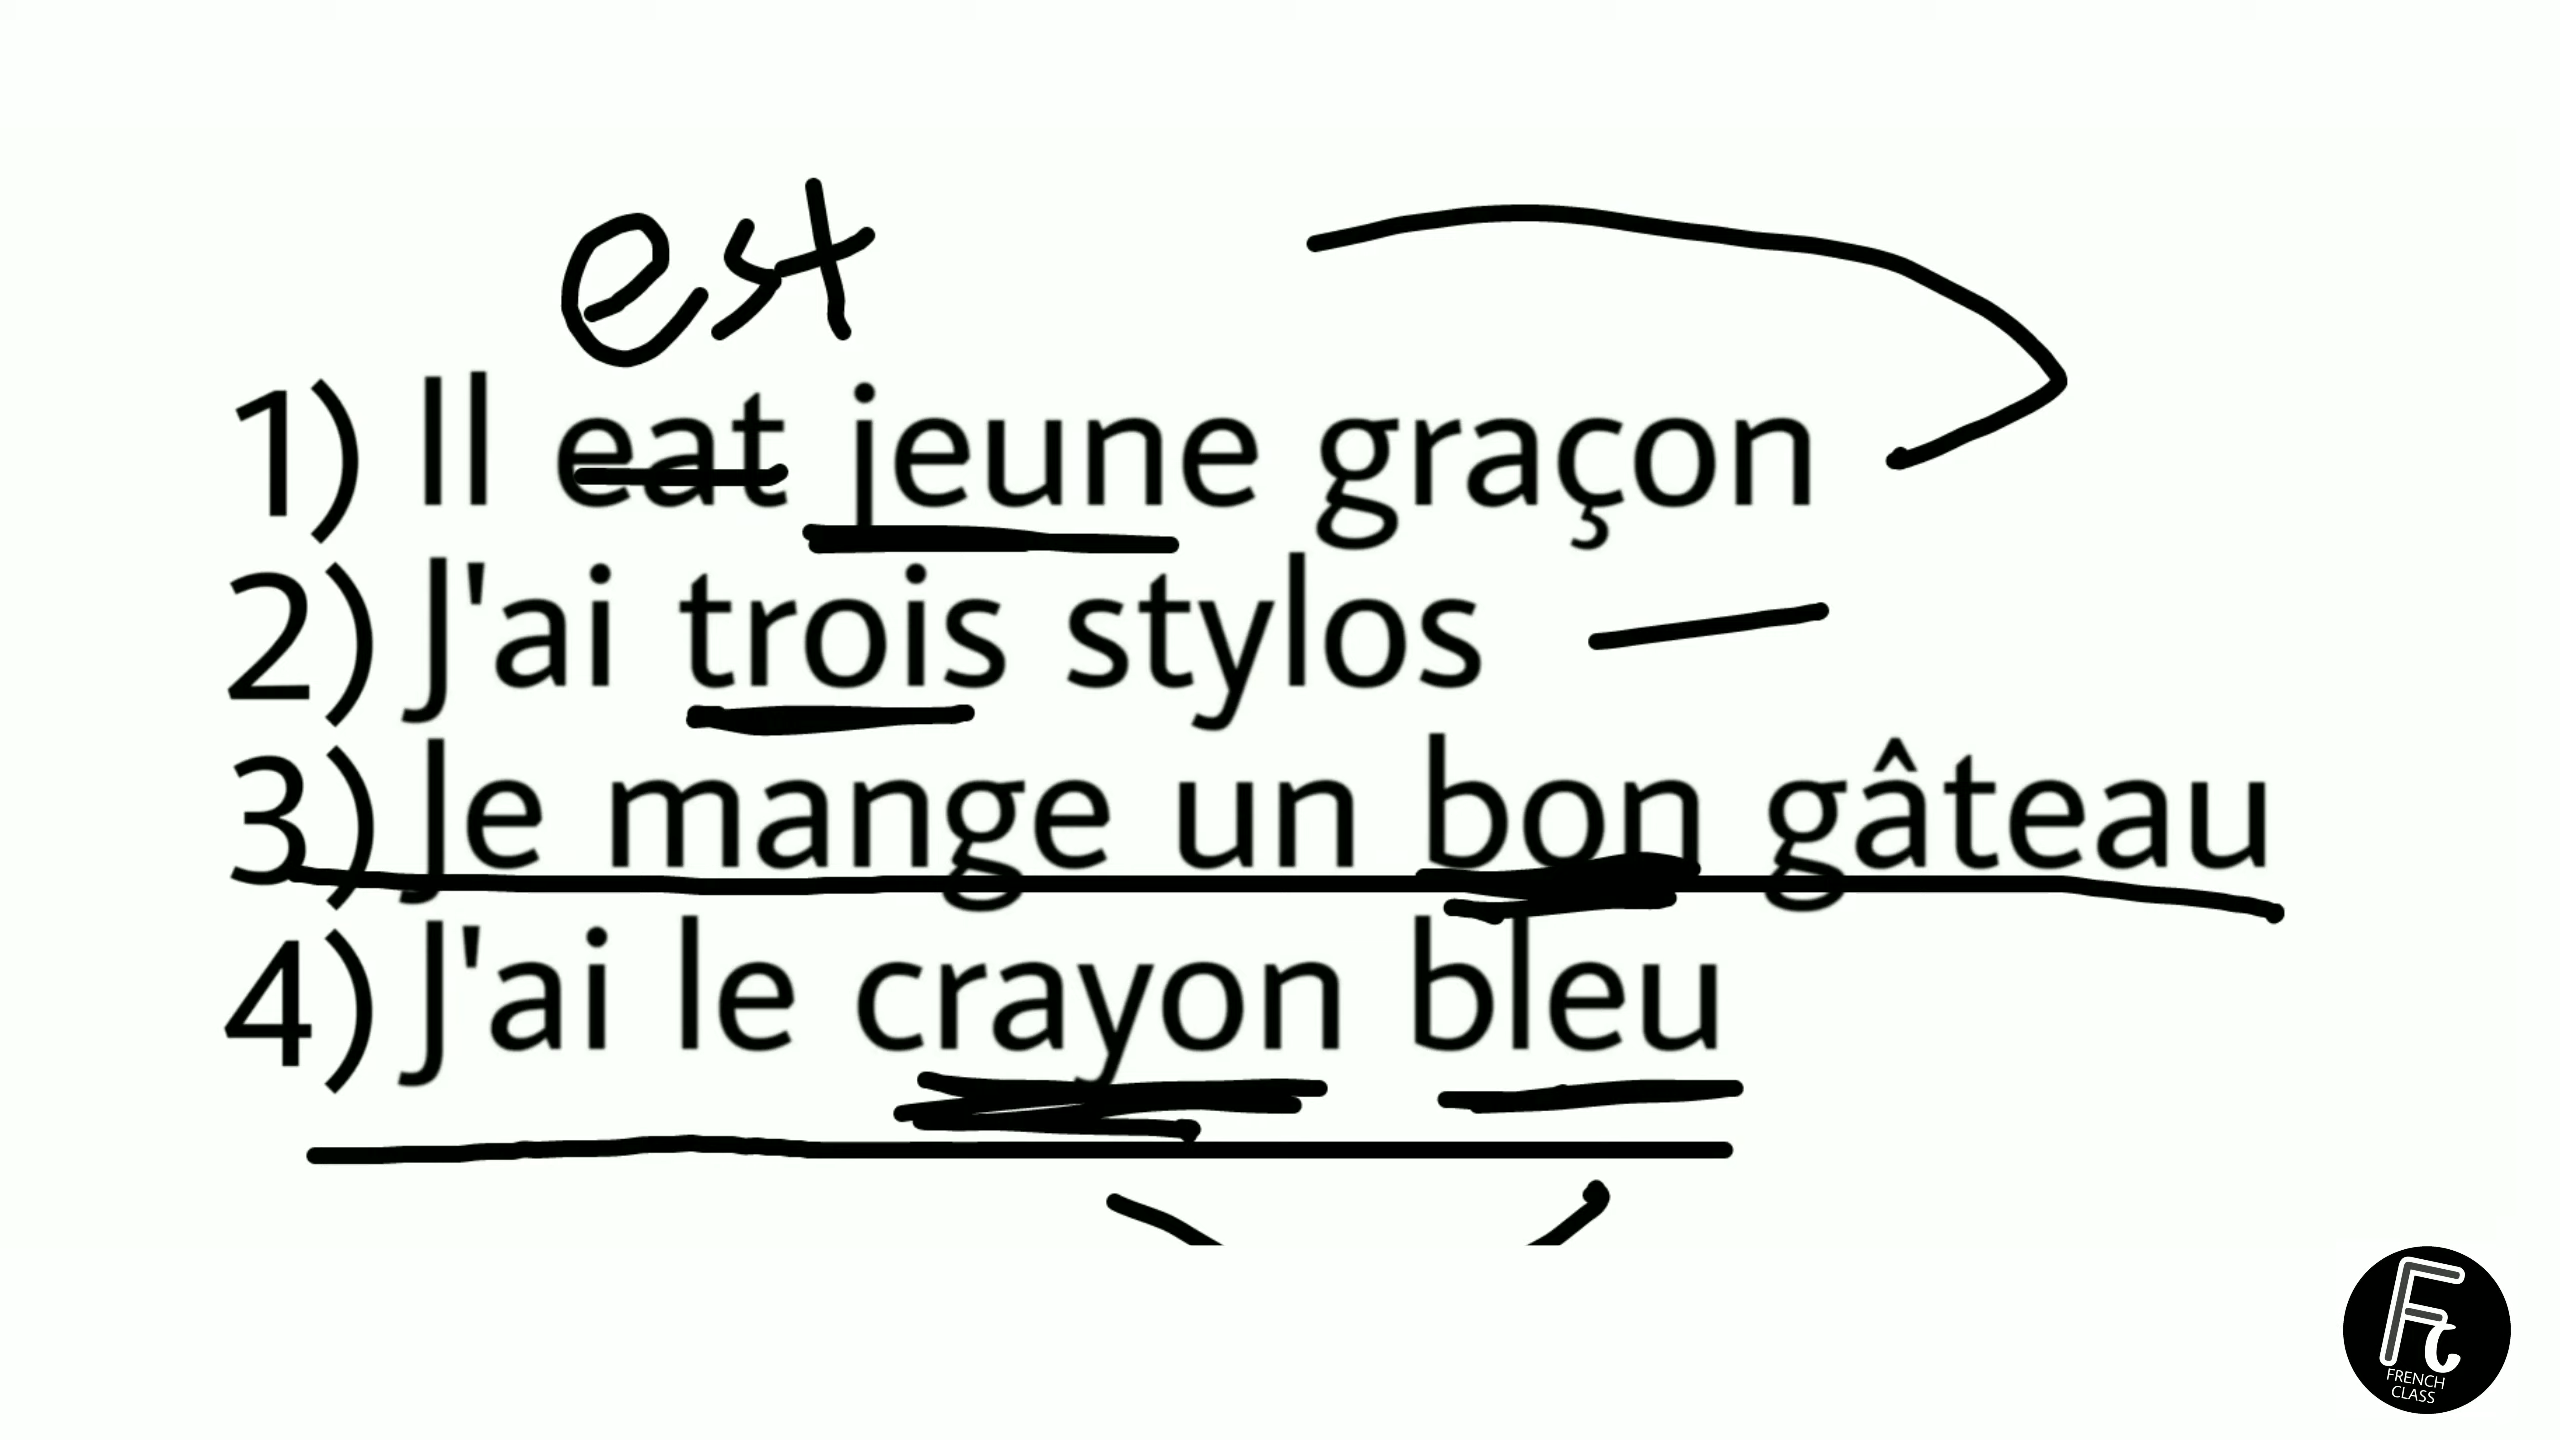 est
1) Il eat jeune graçon
2) J'ai trois stylos
3) Je mange un bon gâteau
4) J'ai le crayon bleu
Fc
FRENCH
CLASS